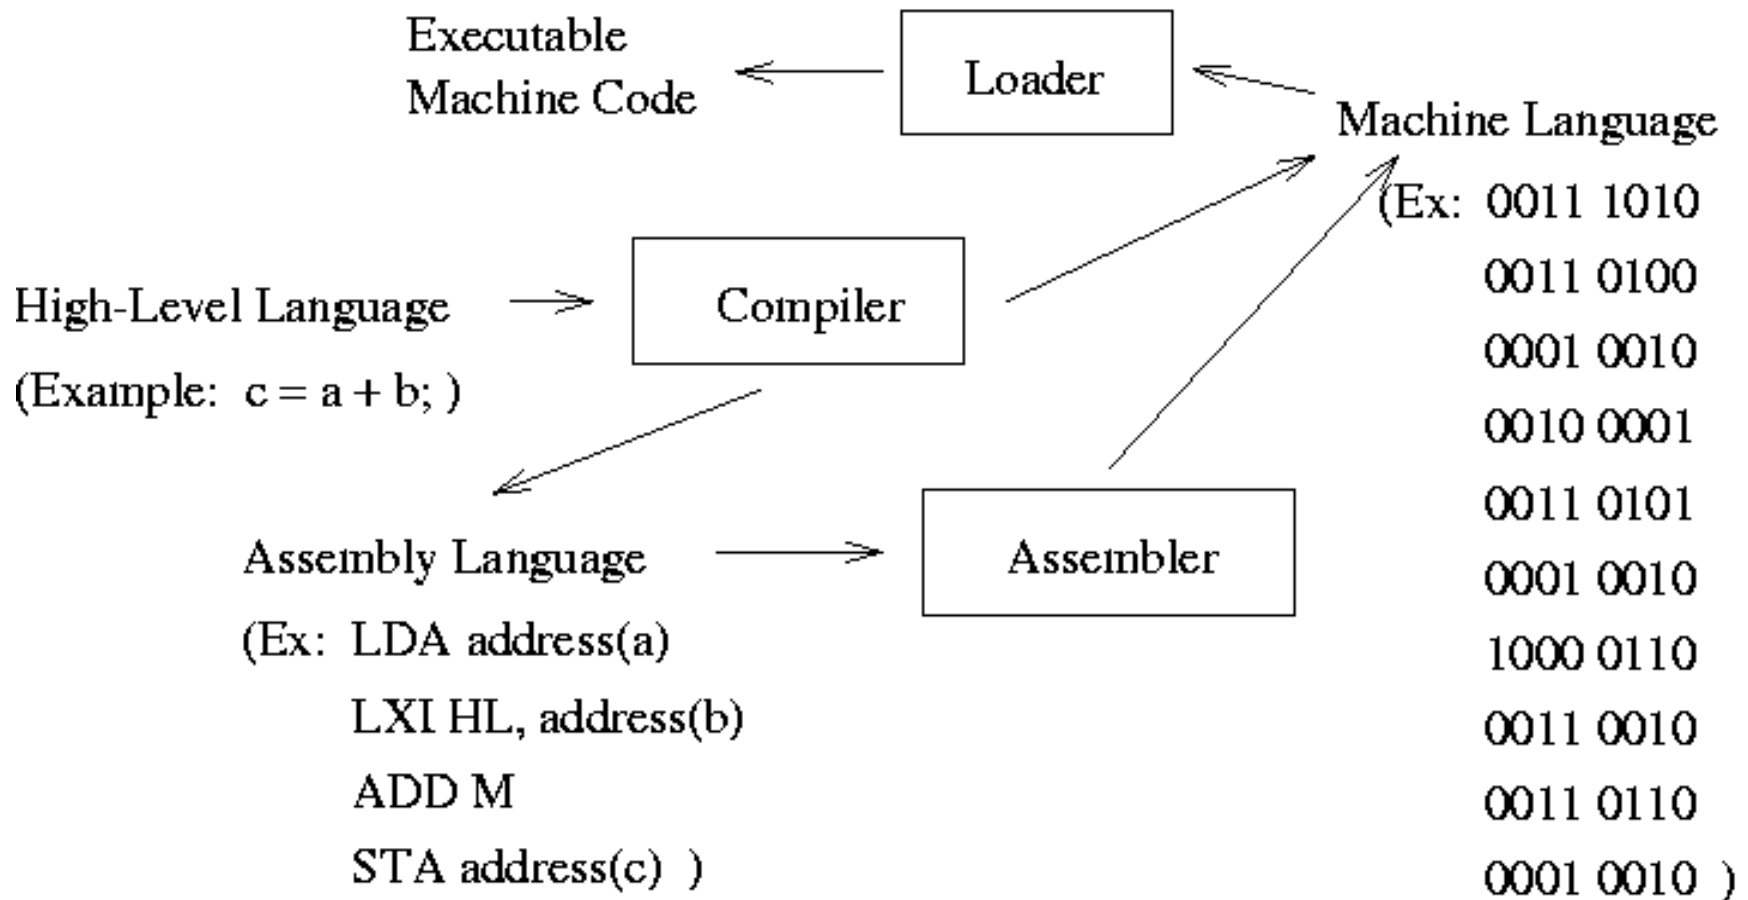 Executable
Machine Code
Loader
Machine Language
(Ex: 0011 1010
0011 0100
0001 0010
0010 0001
0011 0101
0001 0010
1000 0110
0011 0010
0011 0110
0001 0010 )
High-Level Language
(Example: c = a + b; )
Compiler
Assembly Language
(Ex: LDA address(a)
LXI HL, address(b)
ADD M
STA address(c) )
Assembler